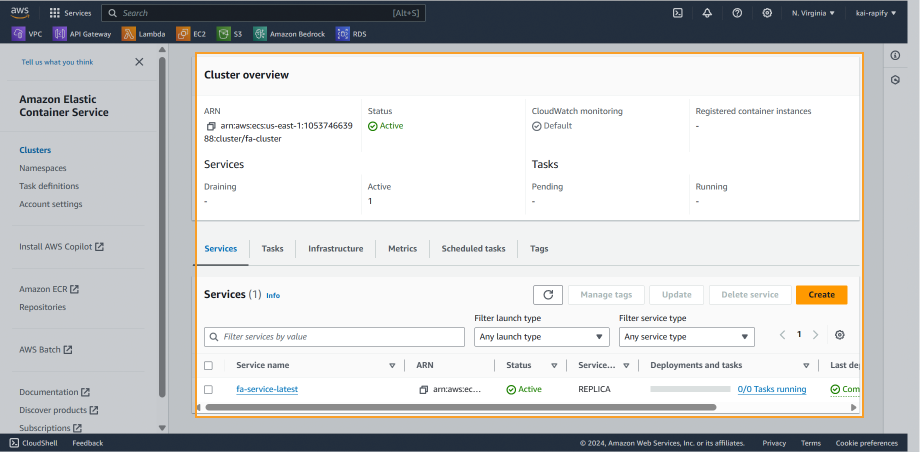 aws
Services
Search [Alt+S]
N. Virginia
kai-rapify
VPC API Gateway Lambda EC2 S3 Amazon Bedrock RDS
Tell us what you think
Amazon Elastic
Container Service
Clusters
Namespaces
Task definitions
Account settings
Install AWS Copilot
Amazon ECR
Repositories
AWS Batch
Documentation
Discover products
Subscriptions
Cluster overview
ARN
arn:aws:ecs:us-east-1:1053746639
88:cluster/fa-cluster
Status
Active
CloudWatch monitoring
Default
Registered container instances
-
Services
Draining
-
Active
1
Tasks
Pending
-
Running
-
Services Tasks Infrastructure Metrics Scheduled tasks Tags
Services (1) Info
Manage tags Update Delete service Create
Filter launch type Filter service type
Filter services by value Any launch type Any service type 1
Service name ARN Status Service... Deployments and tasks Last dep
fa-service-latest arn:aws:ec... Active REPLICA 0/0 Tasks running Com
CloudShell Feedback © 2024, Amazon Web Services, Inc. or its affiliates. Privacy Terms Cookie preferences